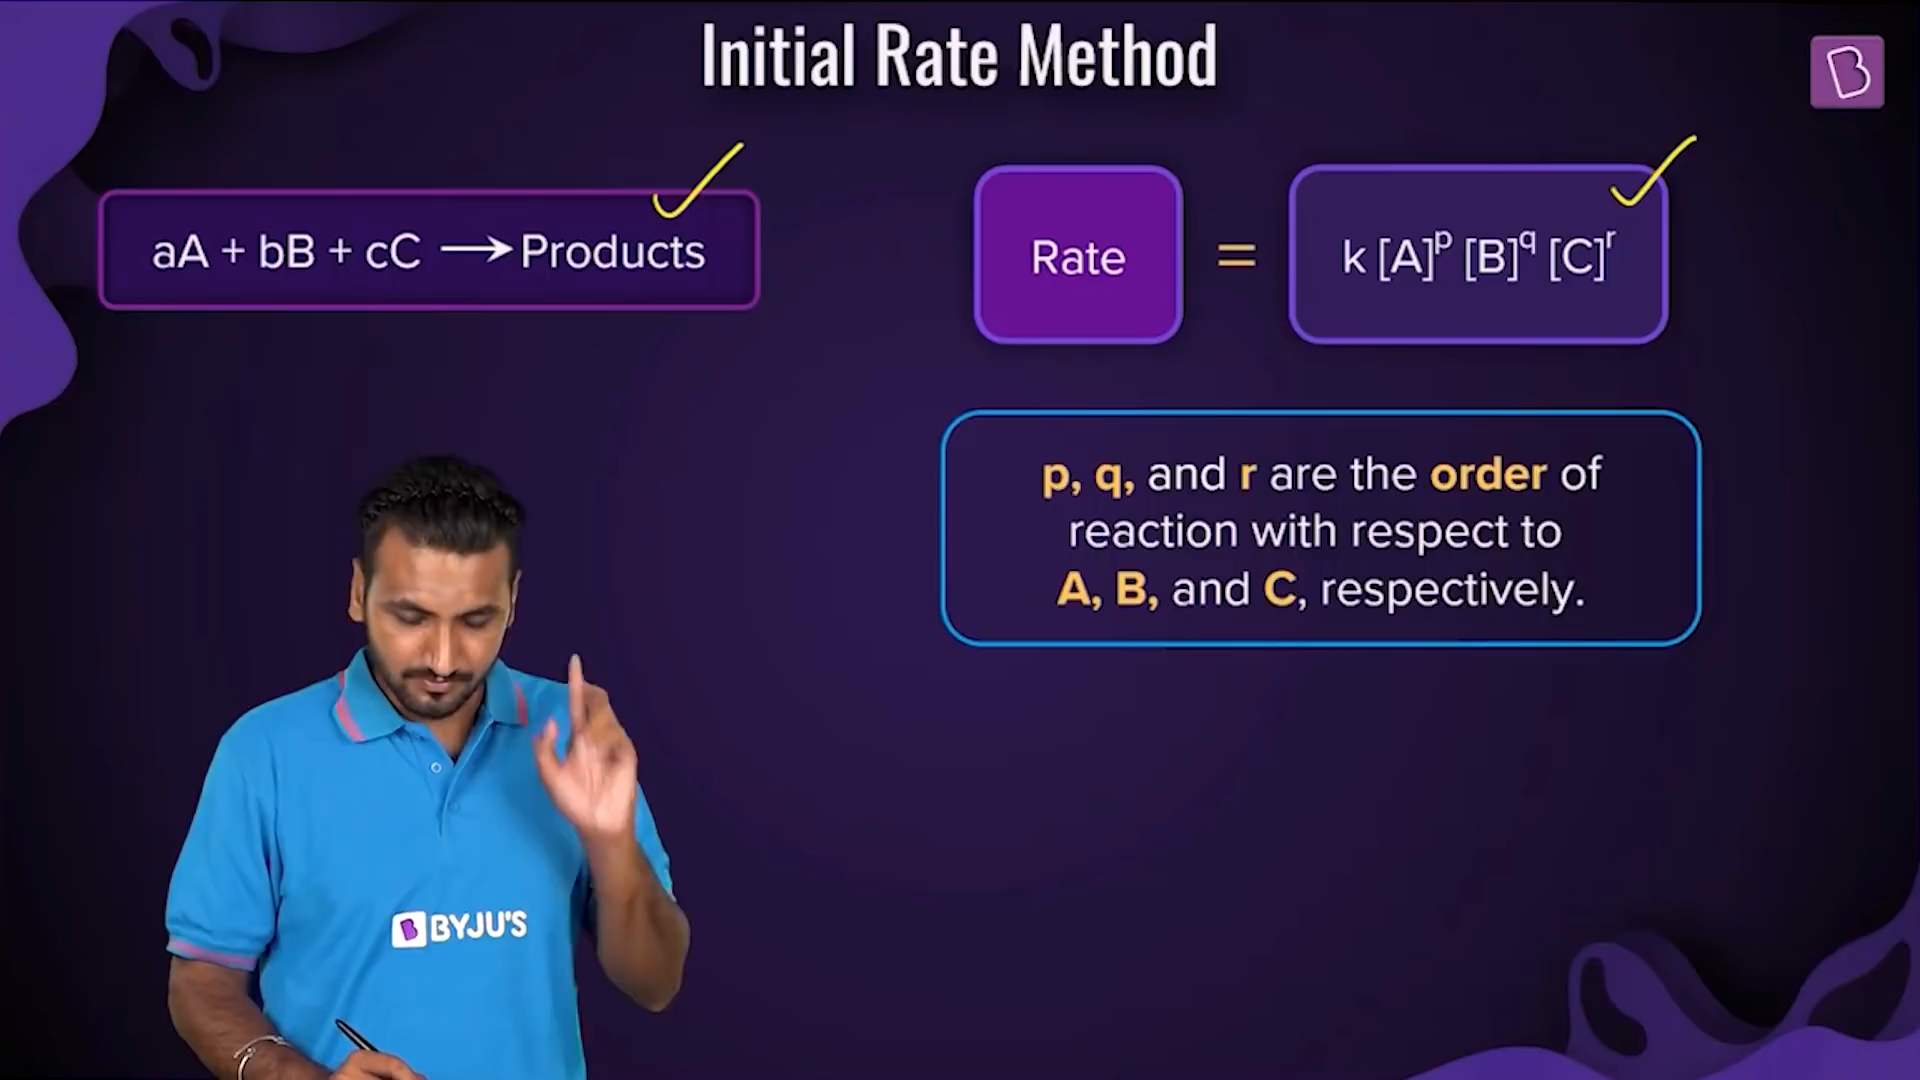 Initial Rate Method
aA + bB + cC ⟶ Products
Rate = k [A]^p [B]^q [C]^r
p, q, and r are the order of
reaction with respect to
A, B, and C, respectively.
BYJU'S